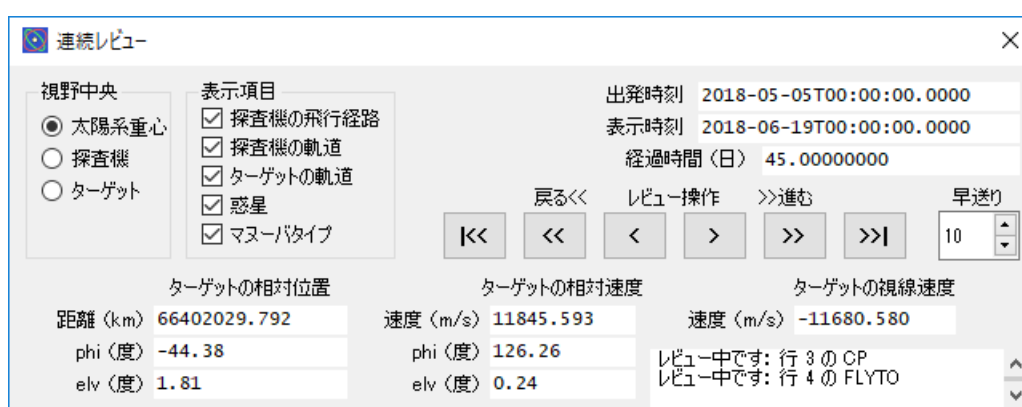 連続レビュー
視野中央
太陽系重心
探査機
ターゲット
表示項目
探査機の飛行経路
探査機の軌道
ターゲットの軌道
惑星
マヌーバタイプ
出発時刻 2018-05-05T00:00:00.0000
表示時刻 2018-06-19T00:00:00.0000
経過時間（日） 45.00000000
戻る<< レビュー操作 >>進む 早送り
|<< << < > >> >>| 10
ターゲットの相対位置
距離（km） 66402029.792
phi（度） -44.38
elv（度） 1.81
ターゲットの相対速度
速度（m/s） 11845.593
phi（度） 126.26
elv（度） 0.24
ターゲットの視線速度
速度（m/s） -11680.580
レビュー中です: 行 3 の CP
レビュー中です: 行 4 の FLYTO